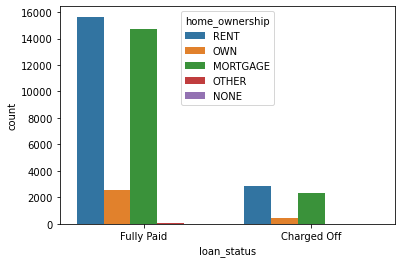 home_ownership
RENT
OWN
MORTGAGE
OTHER
NONE
16000
14000
12000
10000
8000
6000
4000
2000
0
count
Fully Paid
Charged Off
loan_status